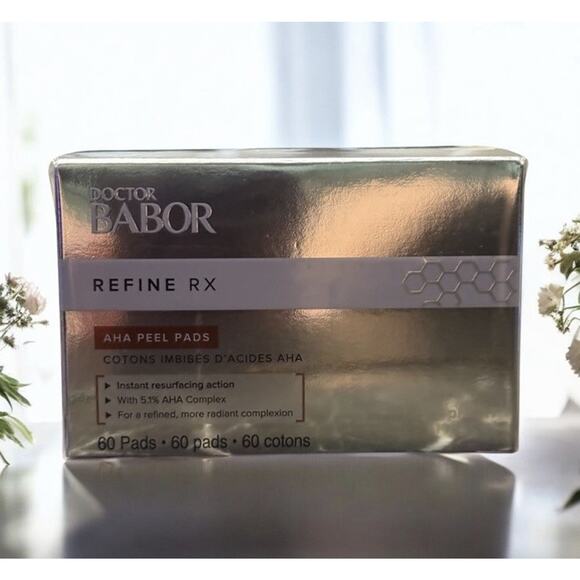 DOCTOR
BABOR
REFINE RX
AHA PEEL PADS
COTONS IMBIBÉS D'ACIDES AHA
▸ Instant resurfacing action
▸ With 5.1% AHA Complex
▸ For a refined, more radiant complexion
60 Pads • 60 pads • 60 cotons